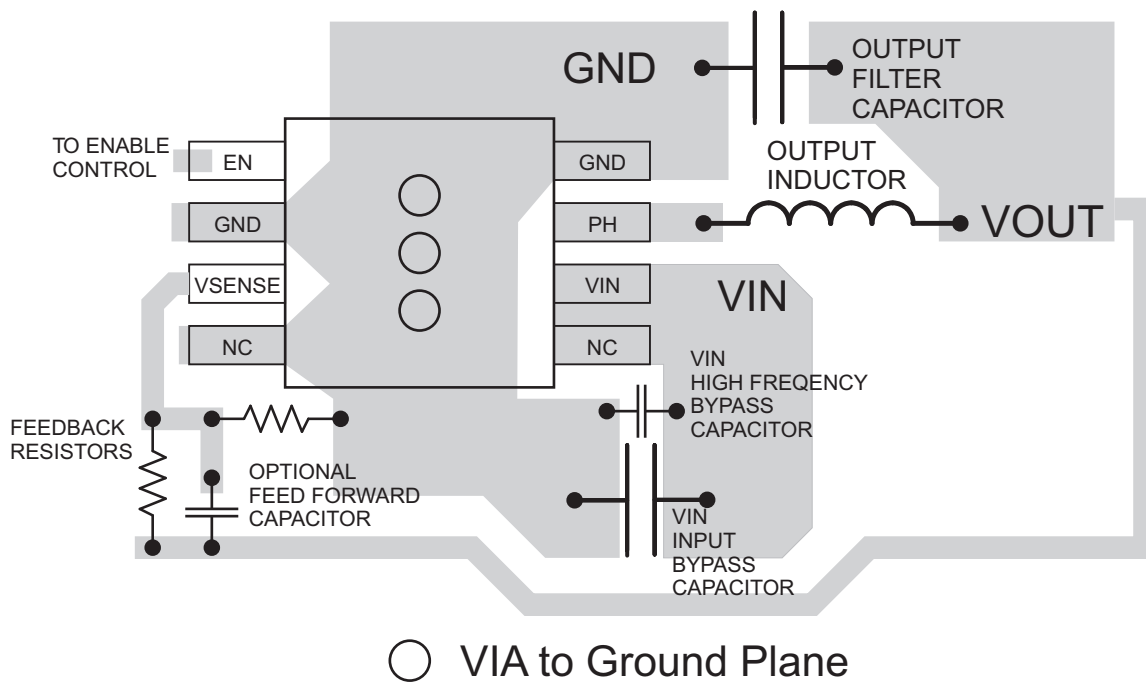 GND
OUTPUT
FILTER
CAPACITOR
TO ENABLE
CONTROL
EN
GND
OUTPUT
INDUCTOR
GND
PH
VOUT
VSENSE
VIN
VIN
NC
NC
VIN
HIGH FREQENCY
BYPASS
CAPACITOR
FEEDBACK
RESISTORS
OPTIONAL
FEED FORWARD
CAPACITOR
VIN
INPUT
BYPASS
CAPACITOR
VIA to Ground Plane